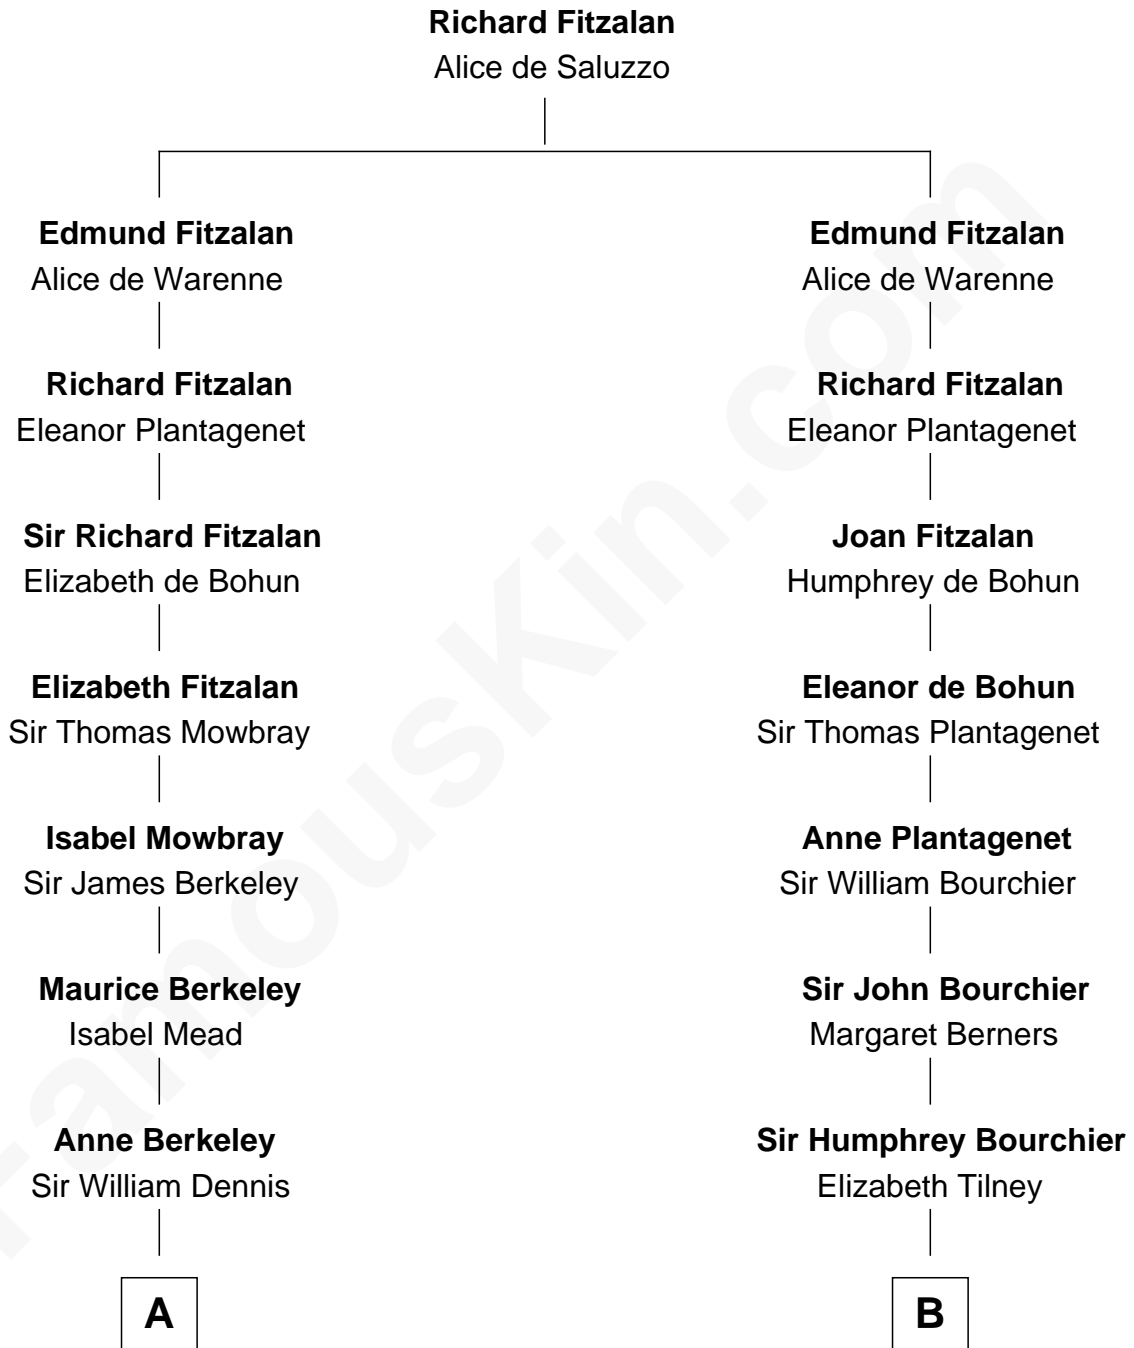 Richard Fitzalan
Alice de Saluzzo
Edmund Fitzalan
Alice de Warenne
Richard Fitzalan
Eleanor Plantagenet
Sir Richard Fitzalan
Elizabeth de Bohun
Elizabeth Fitzalan
Sir Thomas Mowbray
Isabel Mowbray
Sir James Berkeley
Maurice Berkeley
Isabel Mead
Anne Berkeley
Sir William Dennis
A
Edmund Fitzalan
Alice de Warenne
Richard Fitzalan
Eleanor Plantagenet
Joan Fitzalan
Humphrey de Bohun
Eleanor de Bohun
Sir Thomas Plantagenet
Anne Plantagenet
Sir William Bourchier
Sir John Bourchier
Margaret Berners
Sir Humphrey Bourchier
Elizabeth Tilney
B
FamousKin.com